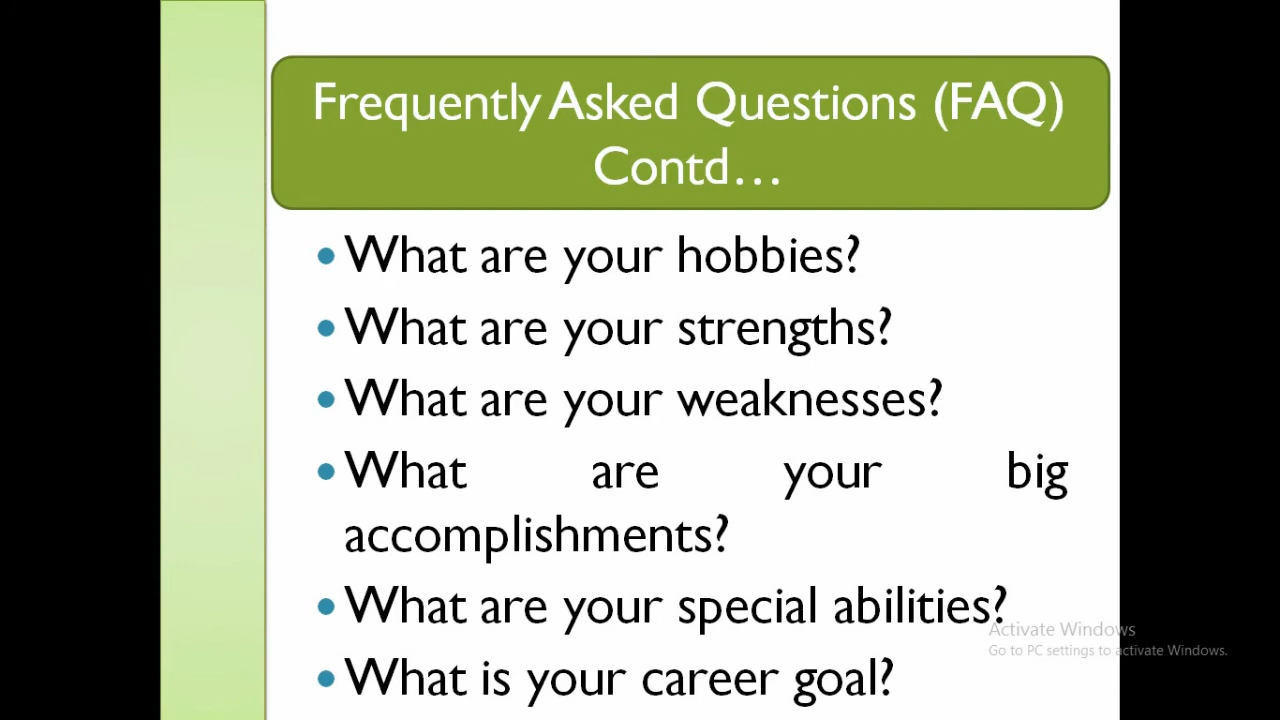 Frequently Asked Questions (FAQ)
Contd…
• What are your hobbies?
• What are your strengths?
• What are your weaknesses?
• What are your big
accomplishments?
• What are your special abilities?
Activate Windows
Go to PC settings to activate Windows.
• What is your career goal?